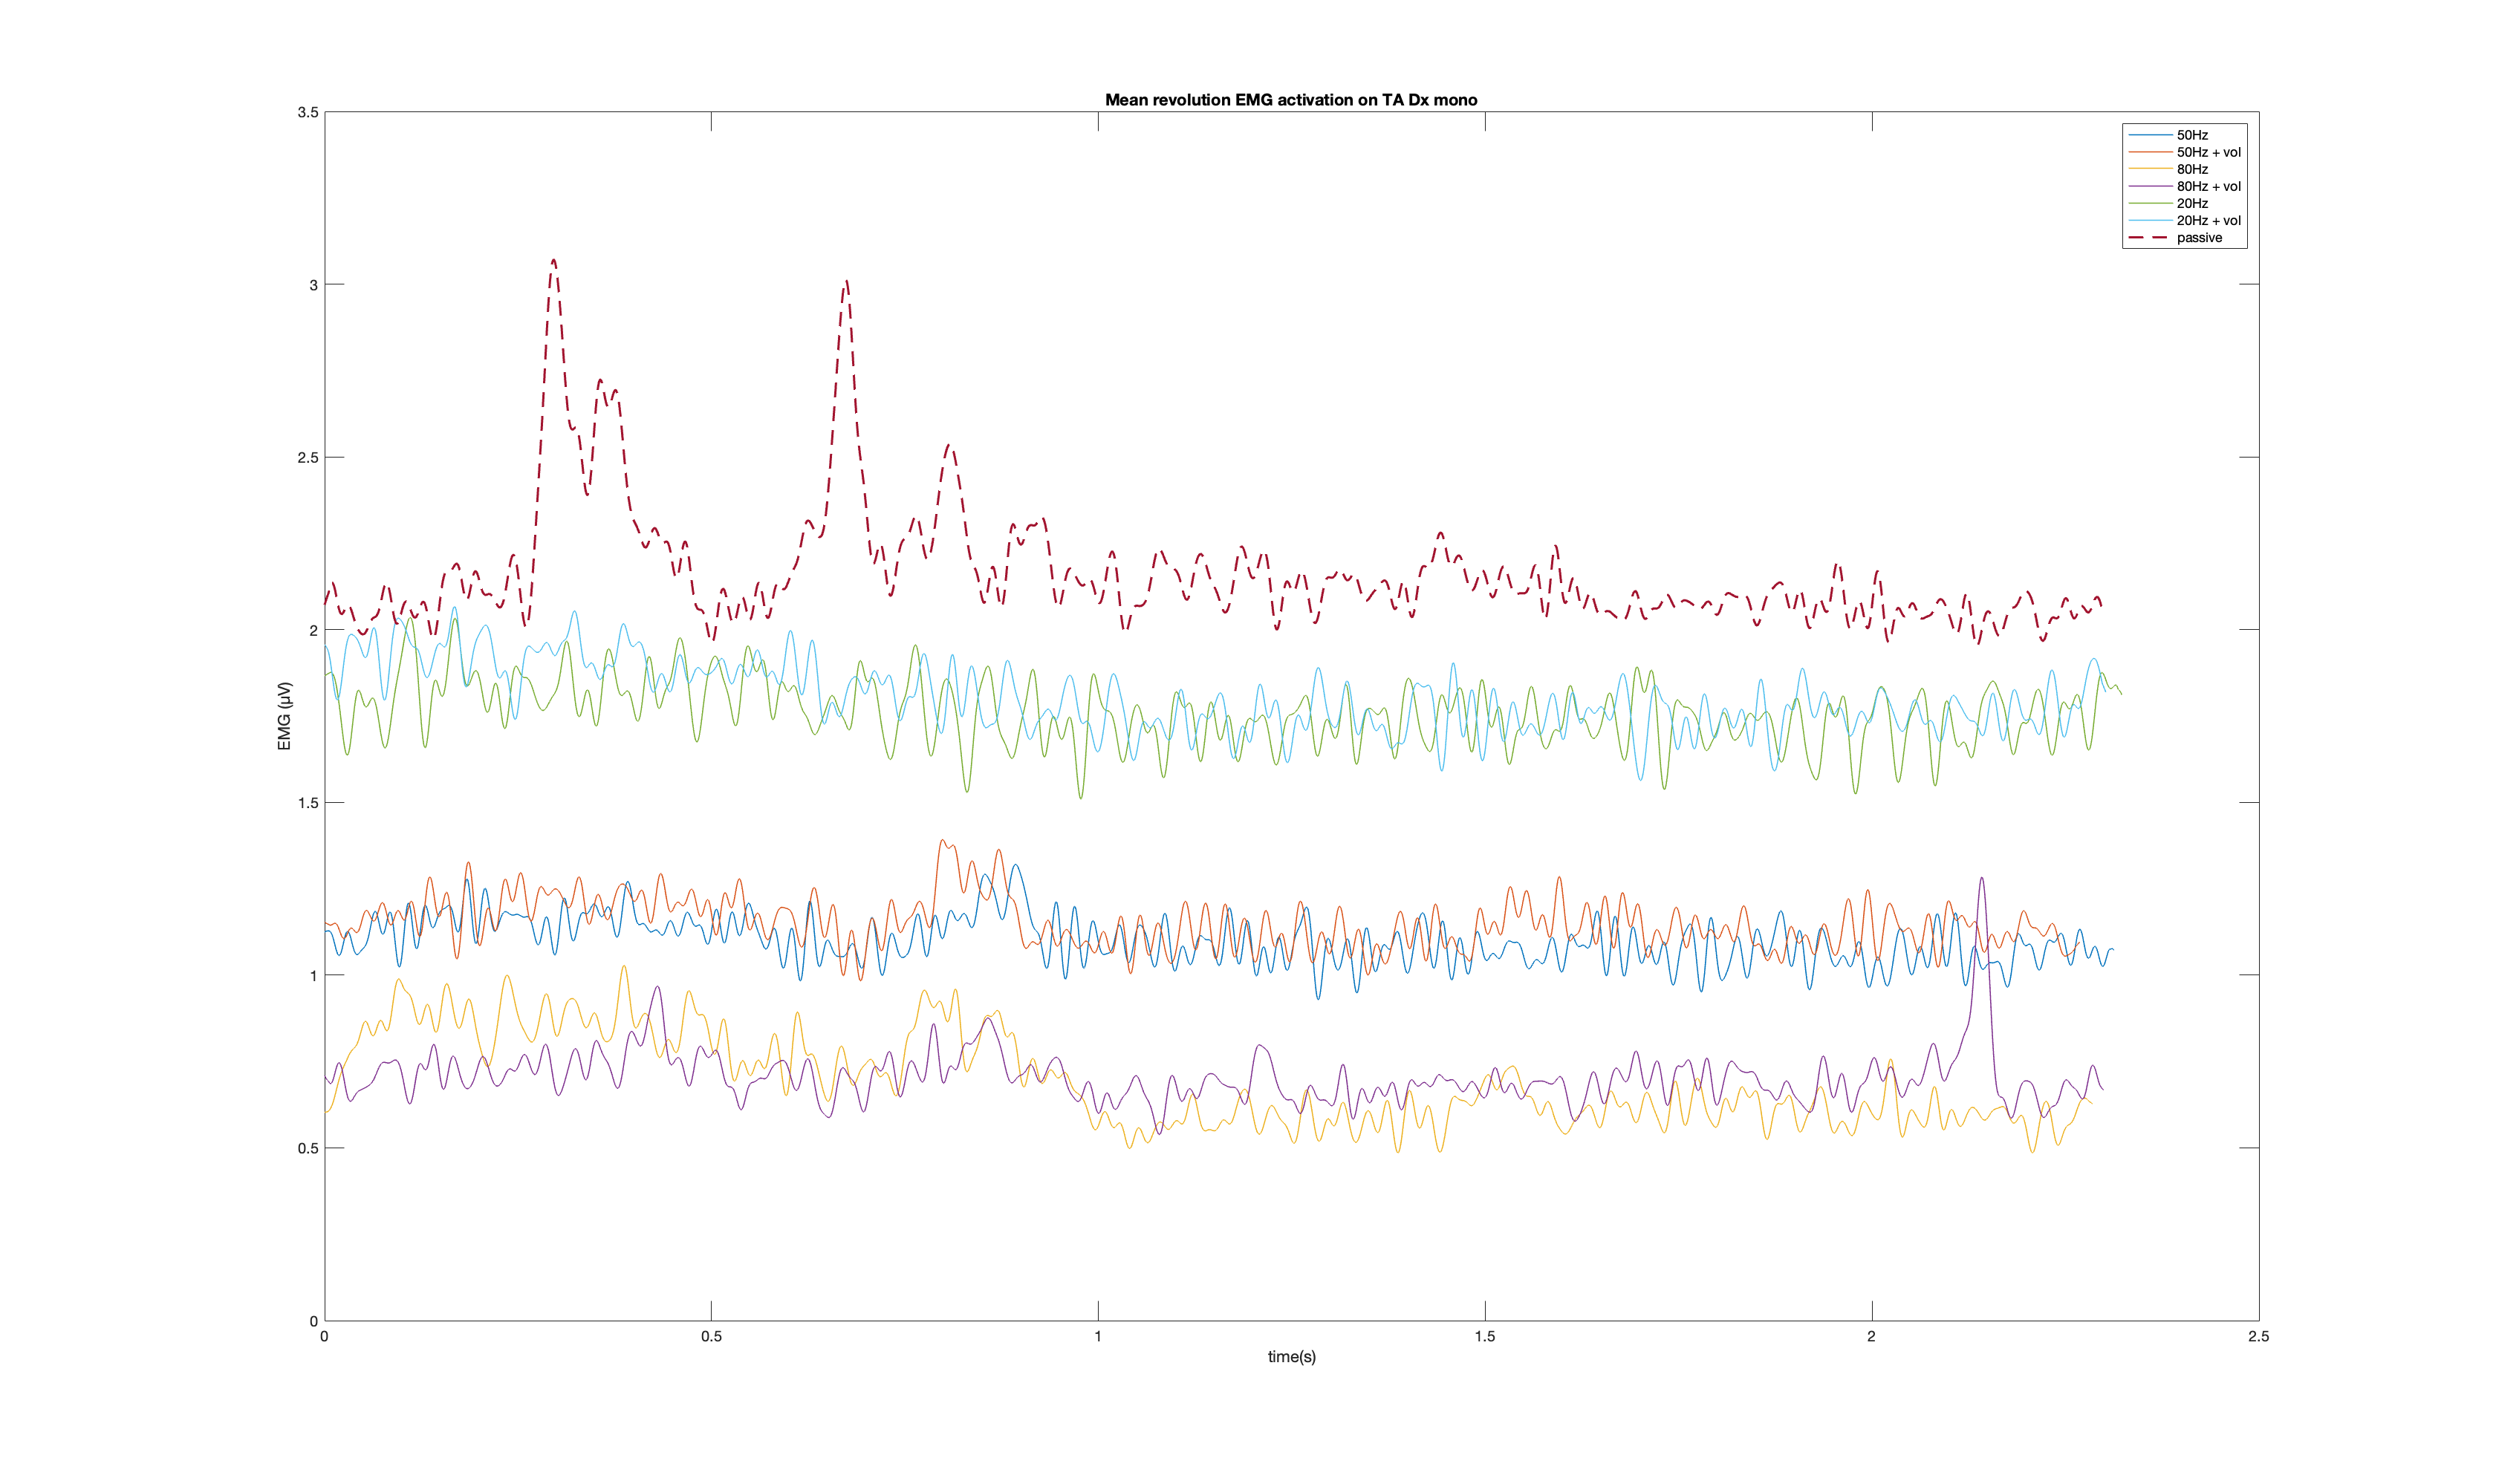 Mean revolution EMG activation on TA Dx mono
3.5
3
2.5
2
1.5
1
0.5
0
EMG (µV)
50Hz
50Hz + vol
80Hz
80Hz + vol
20Hz
20Hz + vol
passive
0
0.5
1
1.5
2
2.5
time(s)